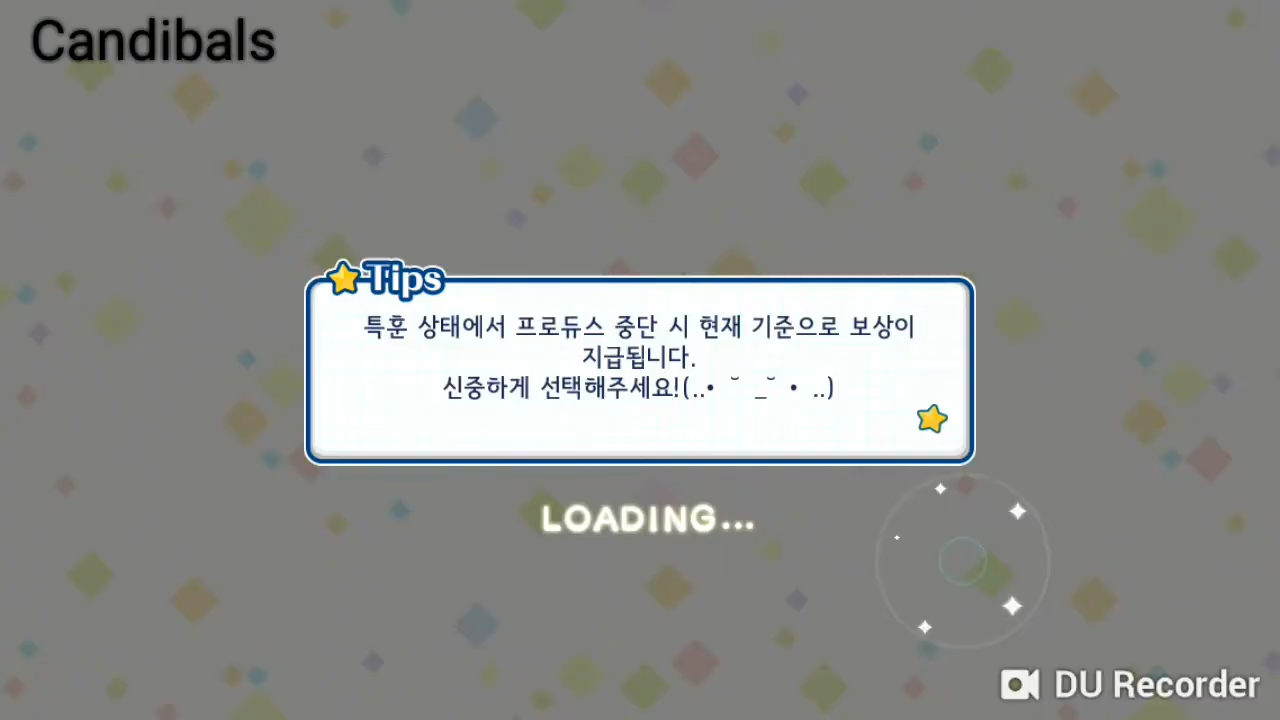 Candibals
Tips
특훈 상태에서 프로듀스 중단 시 현재 기준으로 보상이
지급됩니다.
신중하게 선택해주세요!(..• ˘ _˘ • ..)
LOADING...
DU Recorder